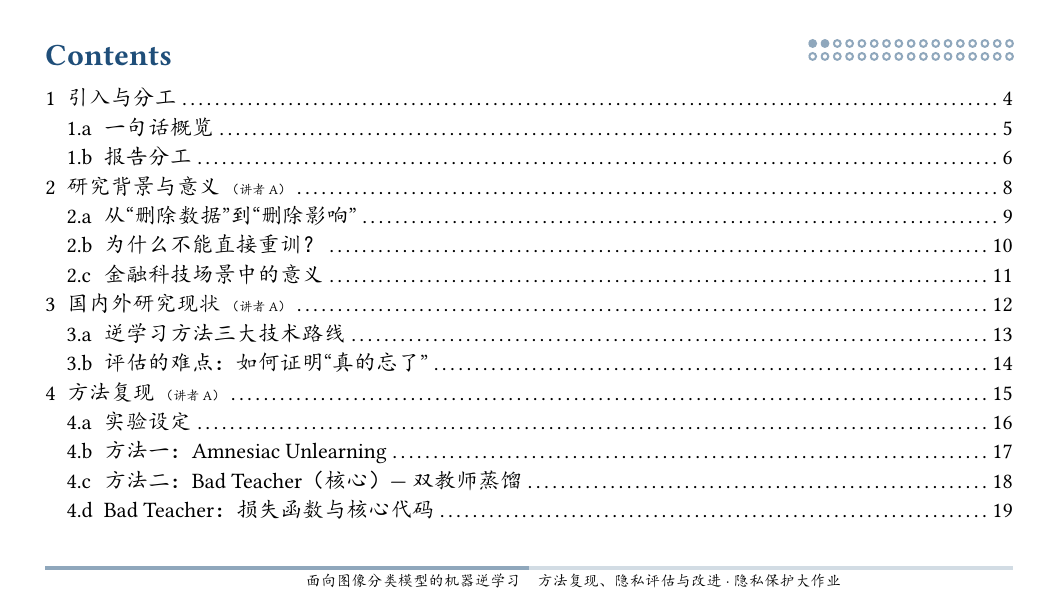 Contents
1 引入与分工 4
1.a 一句话概览 5
1.b 报告分工 6
2 研究背景与意义 （讲者 A） 8
2.a 从“删除数据”到“删除影响” 9
2.b 为什么不能直接重训？ 10
2.c 金融科技场景中的意义 11
3 国内外研究现状 （讲者 A） 12
3.a 逆学习方法三大技术路线 13
3.b 评估的难点：如何证明“真的忘了” 14
4 方法复现 （讲者 A） 15
4.a 实验设定 16
4.b 方法一：Amnesiac Unlearning 17
4.c 方法二：Bad Teacher（核心）— 双教师蒸馏 18
4.d Bad Teacher：损失函数与核心代码 19
面向图像分类模型的机器逆学习 方法复现、隐私评估与改进 · 隐私保护大作业